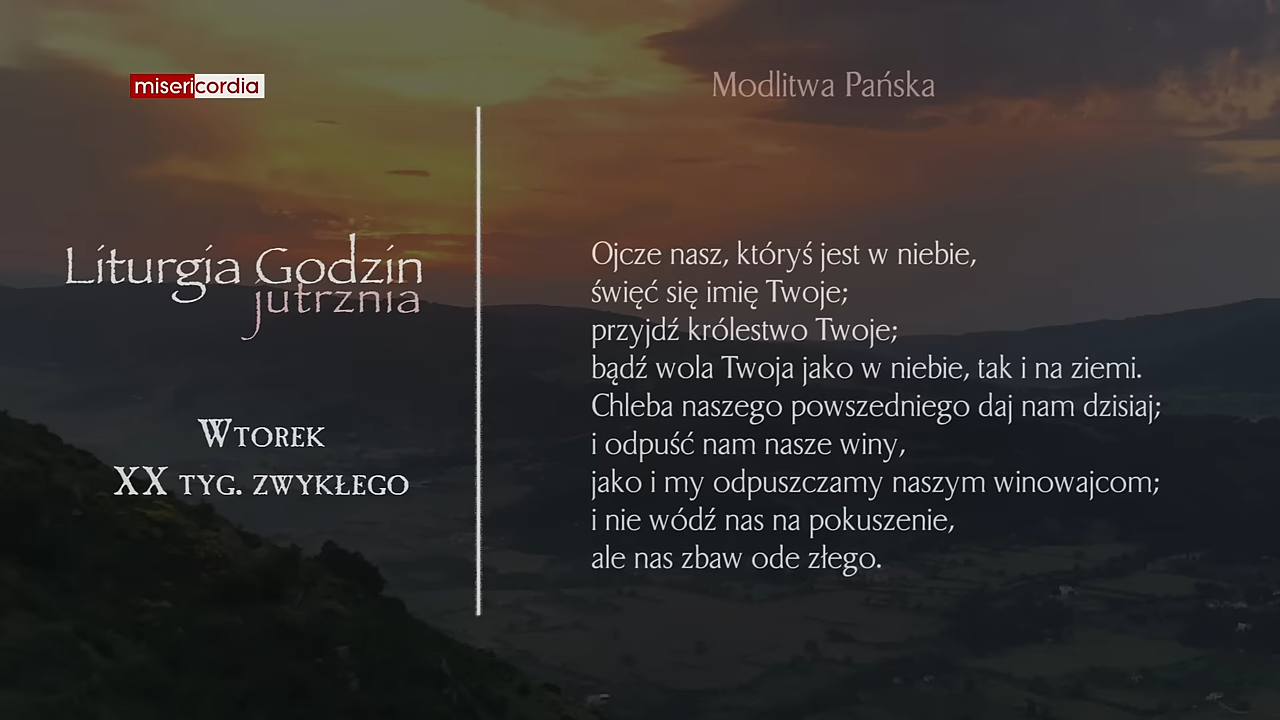 misericordia
Liturgia Godzin
jutrznia
Wtorek
XX tyg. zwykłego
Modlitwa Pańska
Ojcze nasz, któryś jest w niebie,
święć się imię Twoje;
przyjdź królestwo Twoje;
bądź wola Twoja jako w niebie, tak i na ziemi.
Chleba naszego powszedniego daj nam dzisiaj;
i odpuść nam nasze winy,
jako i my odpuszczamy naszym winowajcom;
i nie wódź nas na pokuszenie,
ale nas zbaw ode złego.